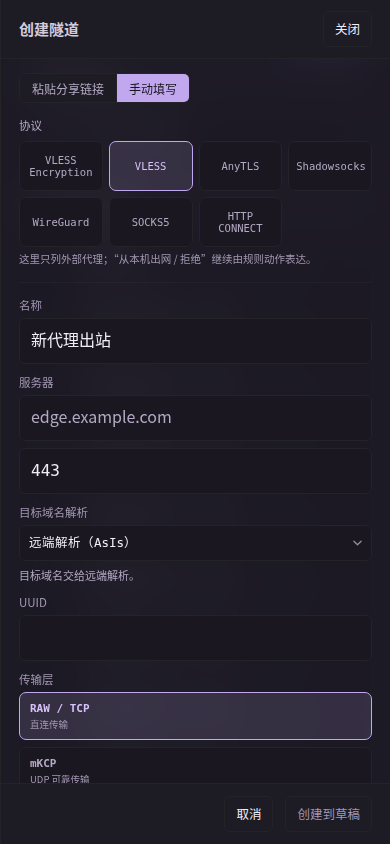 创建隧道
关闭
粘贴分享链接
手动填写
协议
VLESS
Encryption
VLESS
AnyTLS
Shadowsocks
WireGuard
SOCKS5
HTTP
CONNECT
这里只列外部代理；“从本机出网 / 拒绝”继续由规则动作表达。
名称
新代理出站
服务器
edge.example.com
443
目标域名解析
远端解析（AsIs）
目标域名交给远端解析。
UUID
传输层
RAW / TCP
直连传输
mKCP
UDP 可靠传输
取消
创建到草稿